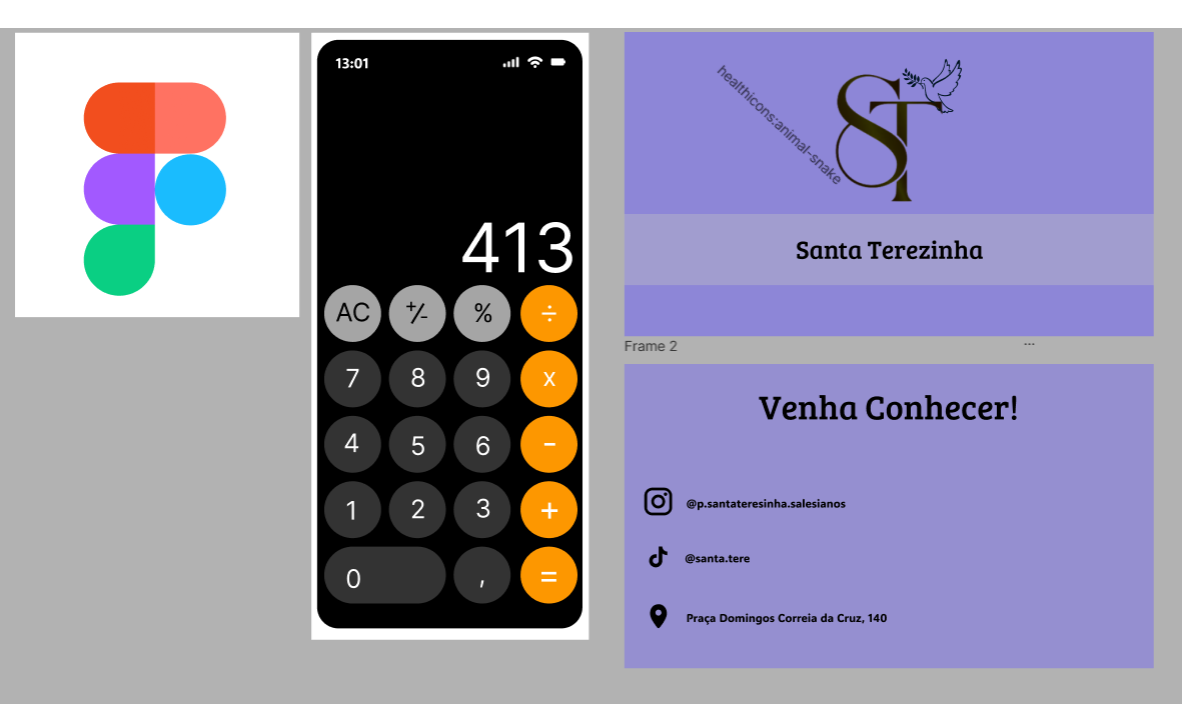 13:01
413
AC +/- % ÷
7 8 9 x
4 5 6 -
1 2 3 +
0 , =
healthicons:animal-snake
ST
Santa Terezinha
Frame 2
...
Venha Conhecer!
@p.santateresinha.salesianos
@santa.tere
Praça Domingos Correia da Cruz, 140